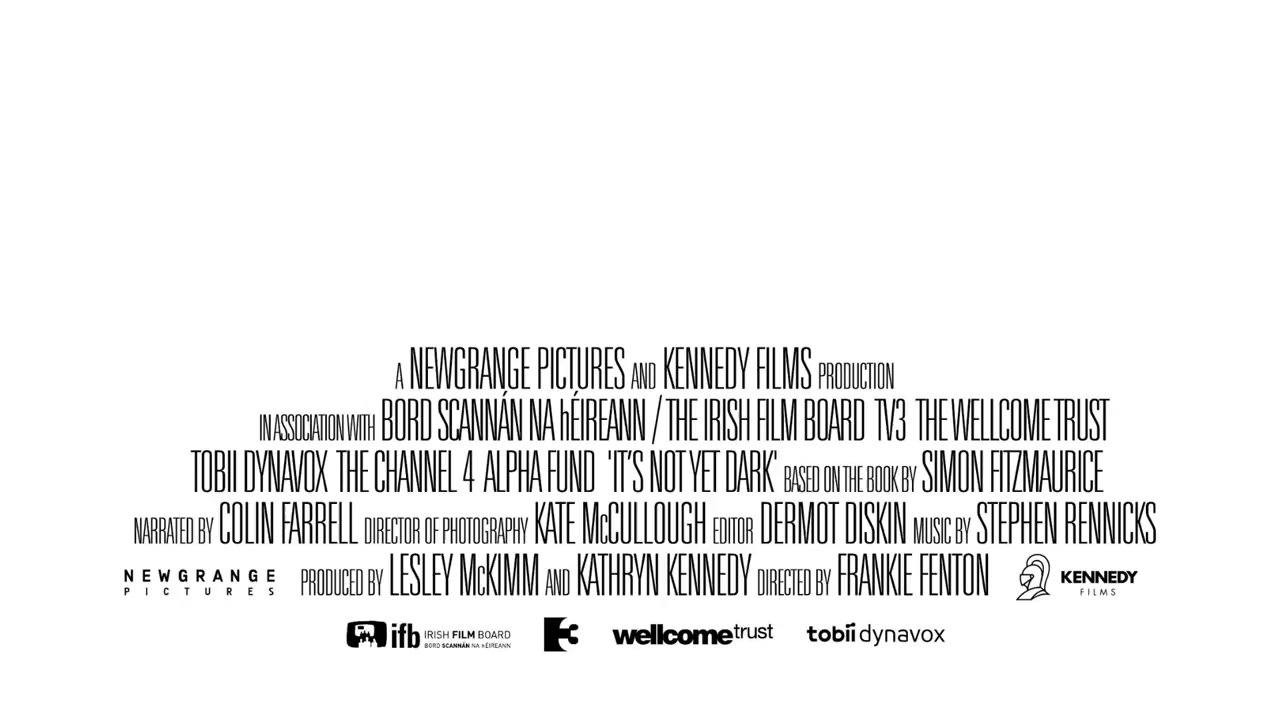 A NEWGRANGE PICTURES AND KENNEDY FILMS PRODUCTION
IN ASSOCIATION WITH BORD SCANNÁN NA hÉIREANN / THE IRISH FILM BOARD TV3 THE WELLCOME TRUST
TOBII DYNAVOX THE CHANNEL 4 ALPHA FUND 'IT'S NOT YET DARK' BASED ON THE BOOK BY SIMON FITZMAURICE
NARRATED BY COLIN FARRELL DIRECTOR OF PHOTOGRAPHY KATE McCULLOUGH EDITOR DERMOT DISKIN MUSIC BY STEPHEN RENNICKS
PRODUCED BY LESLEY McKIMM AND KATHRYN KENNEDY DIRECTED BY FRANKIE FENTON
NEWGRANGE
PICTURES
KENNEDY
FILMS
ifb IRISH FILM BOARD
BORD SCANNÁN NA hÉIREANN
3
wellcometrust
tobii dynavox